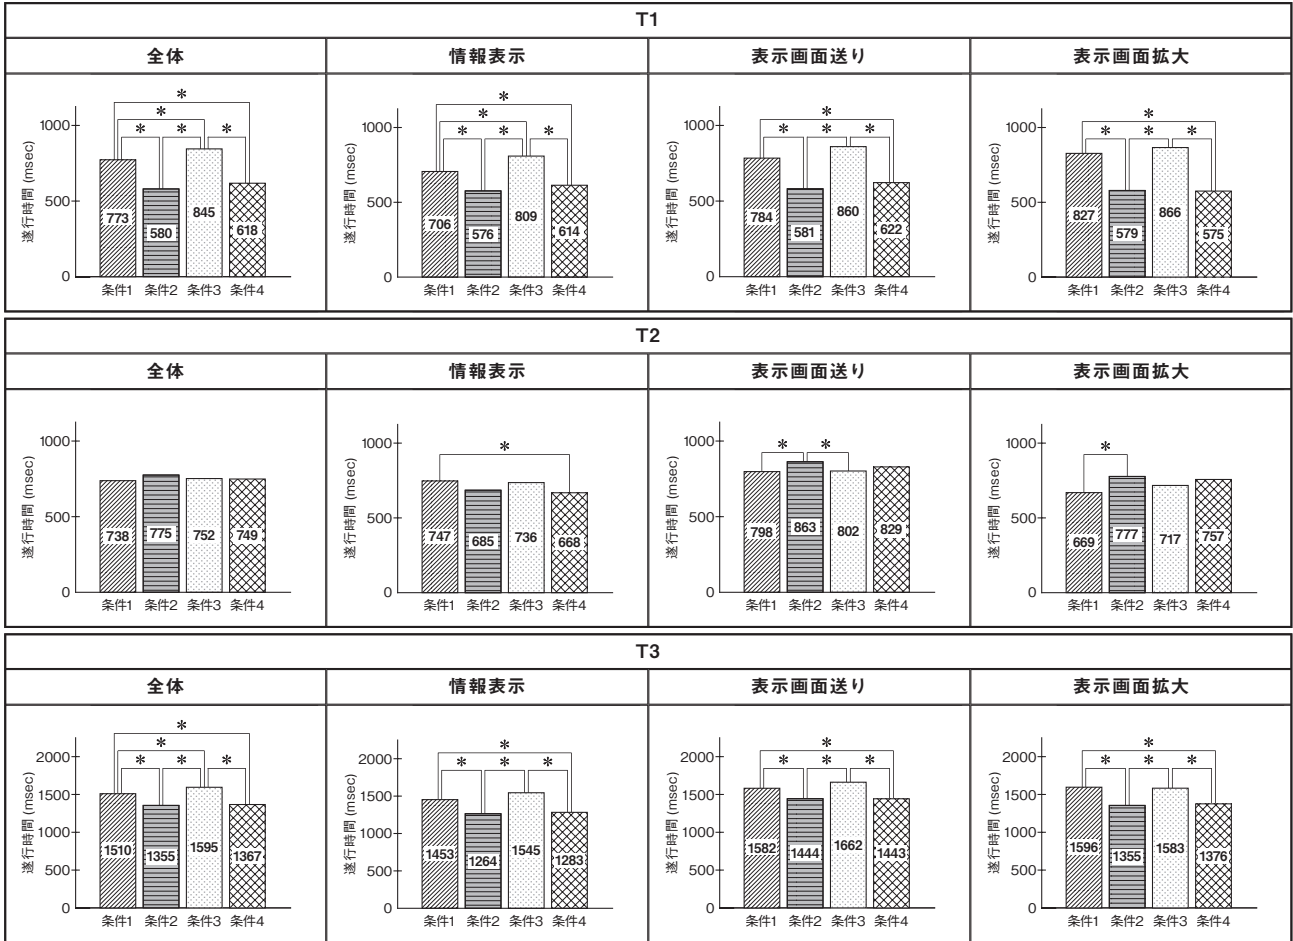 T1
全体 情報表示 表示画面送り 表示画面拡大
遂行時間 (msec)
1000
500
0
* * * * *
773 580 845 618
条件1 条件2 条件3 条件4
遂行時間 (msec)
1000
500
0
* * * * *
706 576 809 614
条件1 条件2 条件3 条件4
遂行時間 (msec)
1000
500
0
* * * *
784 581 860 622
条件1 条件2 条件3 条件4
遂行時間 (msec)
1000
500
0
* * * *
827 579 866 575
条件1 条件2 条件3 条件4
T2
全体 情報表示 表示画面送り 表示画面拡大
遂行時間 (msec)
1000
500
0
738 775 752 749
条件1 条件2 条件3 条件4
遂行時間 (msec)
1000
500
0
*
747 685 736 668
条件1 条件2 条件3 条件4
遂行時間 (msec)
1000
500
0
* *
798 863 802 829
条件1 条件2 条件3 条件4
遂行時間 (msec)
1000
500
0
*
669 777 717 757
条件1 条件2 条件3 条件4
T3
全体 情報表示 表示画面送り 表示画面拡大
遂行時間 (msec)
2000
1500
1000
500
0
* * * * *
1510 1355 1595 1367
条件1 条件2 条件3 条件4
遂行時間 (msec)
2000
1500
1000
500
0
* * * *
1453 1264 1545 1283
条件1 条件2 条件3 条件4
遂行時間 (msec)
2000
1500
1000
500
0
* * * *
1582 1444 1662 1443
条件1 条件2 条件3 条件4
遂行時間 (msec)
2000
1500
1000
500
0
* * * *
1596 1355 1583 1376
条件1 条件2 条件3 条件4